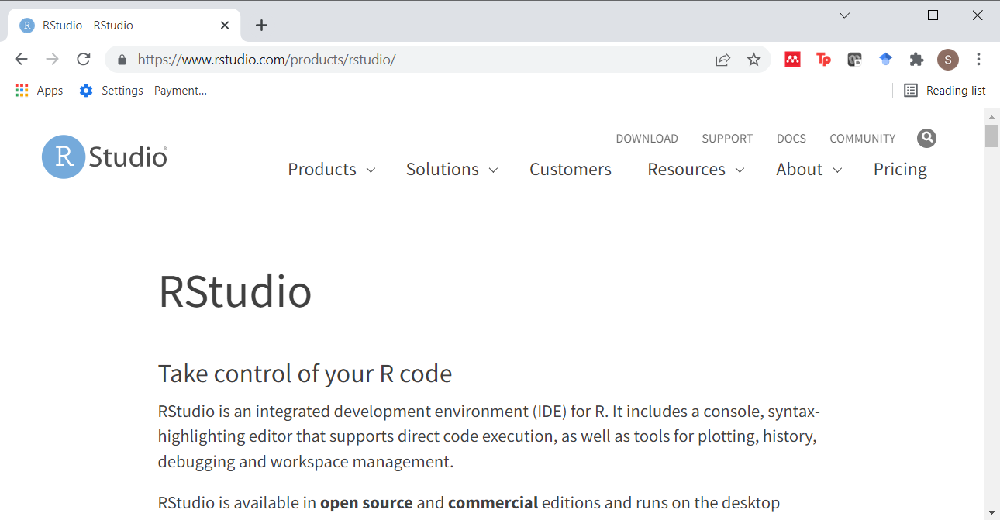 R RStudio - RStudio
https://www.rstudio.com/products/rstudio/
Tp
S
Apps
Settings - Payment...
Reading list
R Studio®
DOWNLOAD SUPPORT DOCS COMMUNITY
Products Solutions Customers Resources About Pricing
RStudio
Take control of your R code
RStudio is an integrated development environment (IDE) for R. It includes a console, syntax-
highlighting editor that supports direct code execution, as well as tools for plotting, history,
debugging and workspace management.
RStudio is available in open source and commercial editions and runs on the desktop